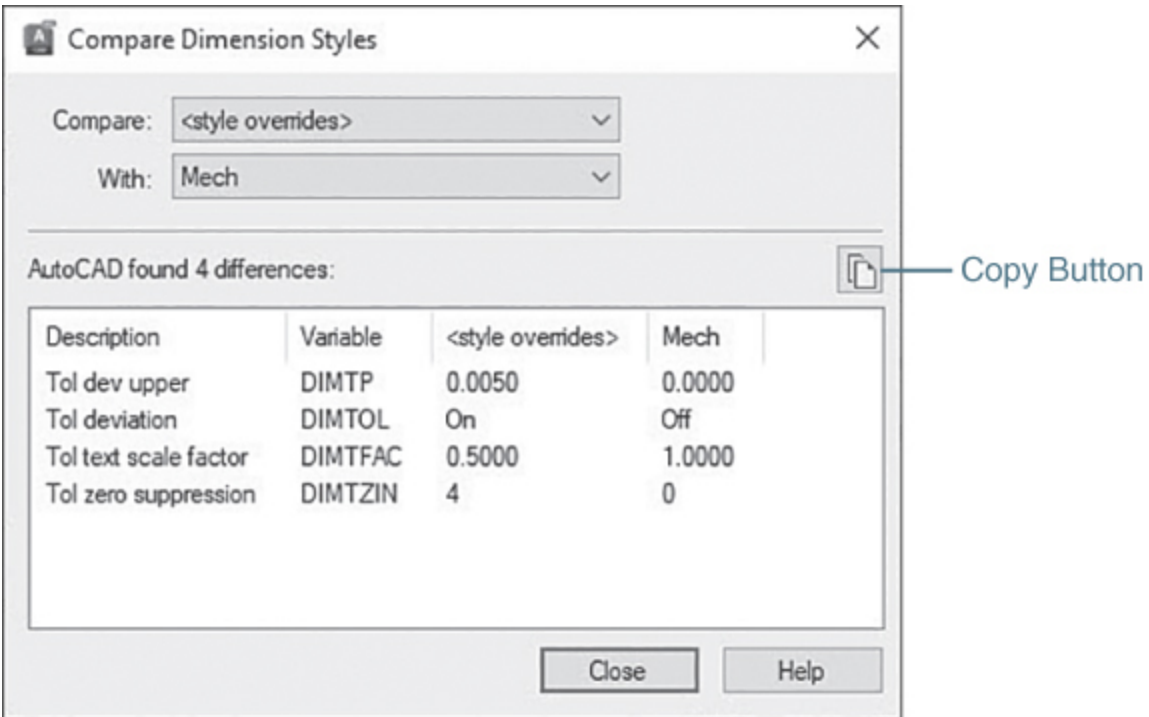 Compare Dimension Styles
Compare: <style overrides>
With: Mech
AutoCAD found 4 differences:
Copy Button
Description Variable <style overrides> Mech
Tol dev upper DIMTP 0.0050 0.0000
Tol deviation DIMTOL On Off
Tol text scale factor DIMTFAC 0.5000 1.0000
Tol zero suppression DIMTZIN 4 0
Close Help